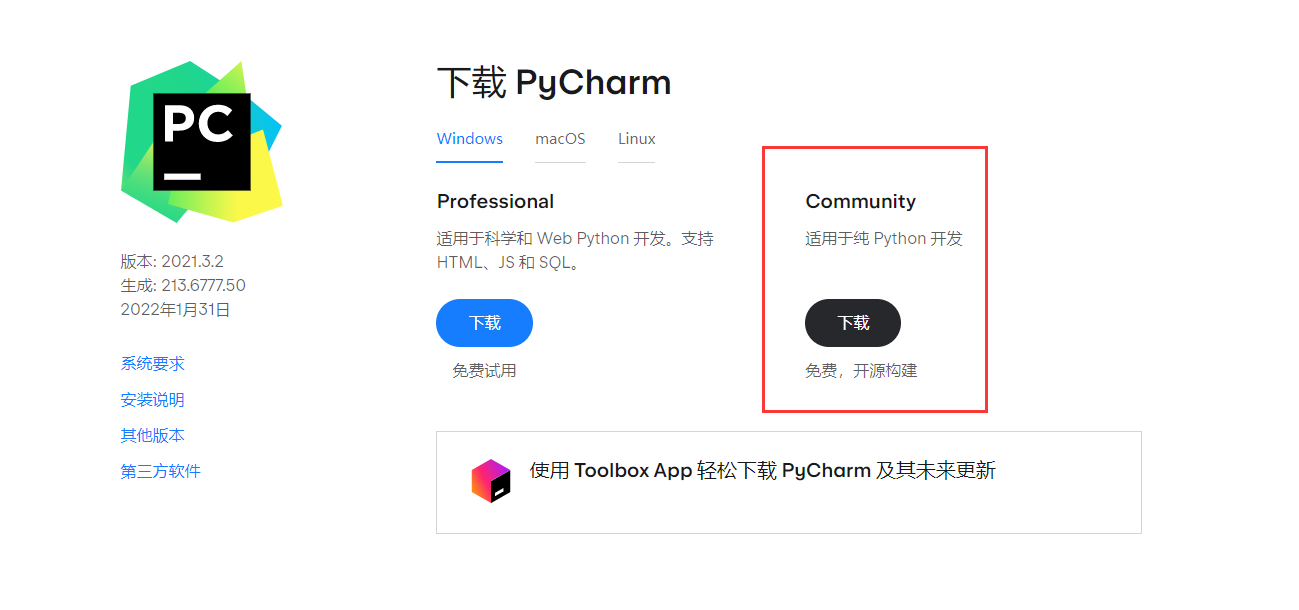 PC
下载 PyCharm
Windows
macOS
Linux
Professional
适用于科学和 Web Python 开发。支持
HTML、JS 和 SQL。
下载
免费试用
Community
适用于纯 Python 开发
下载
免费，开源构建
版本: 2021.3.2
生成: 213.6777.50
2022年1月31日
系统要求
安装说明
其他版本
第三方软件
使用 Toolbox App 轻松下载 PyCharm 及其未来更新